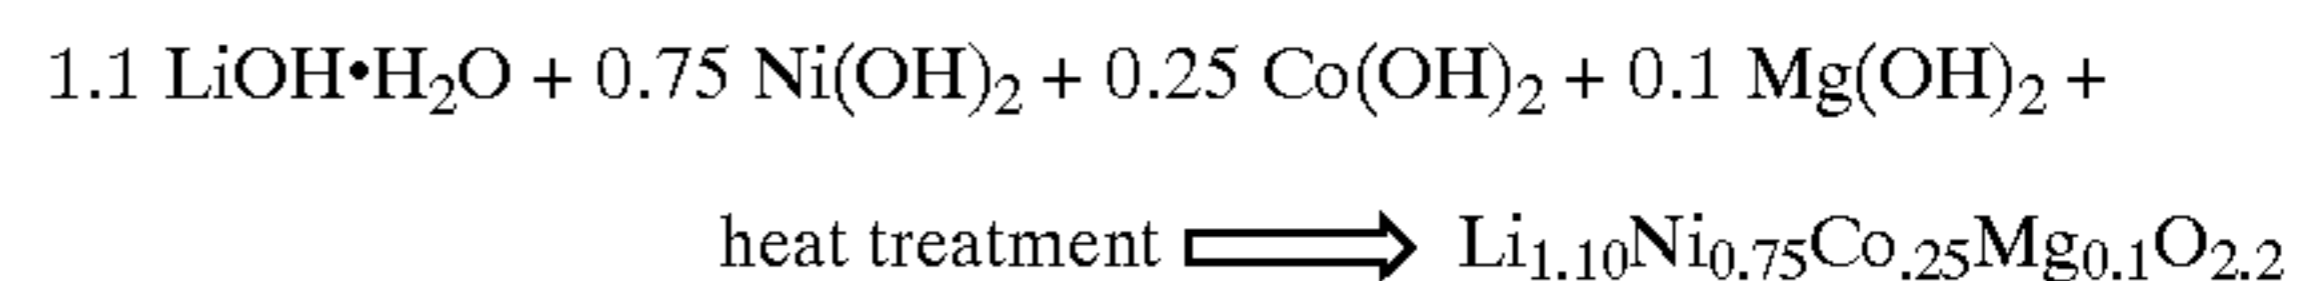 1.1 LiOH•H₂O + 0.75 Ni(OH)₂ + 0.25 Co(OH)₂ + 0.1 Mg(OH)₂ +
heat treatment ⇒ Li₁.₁₀Ni₀.₇₅Co.₂₅Mg₀.₁O₂.₂